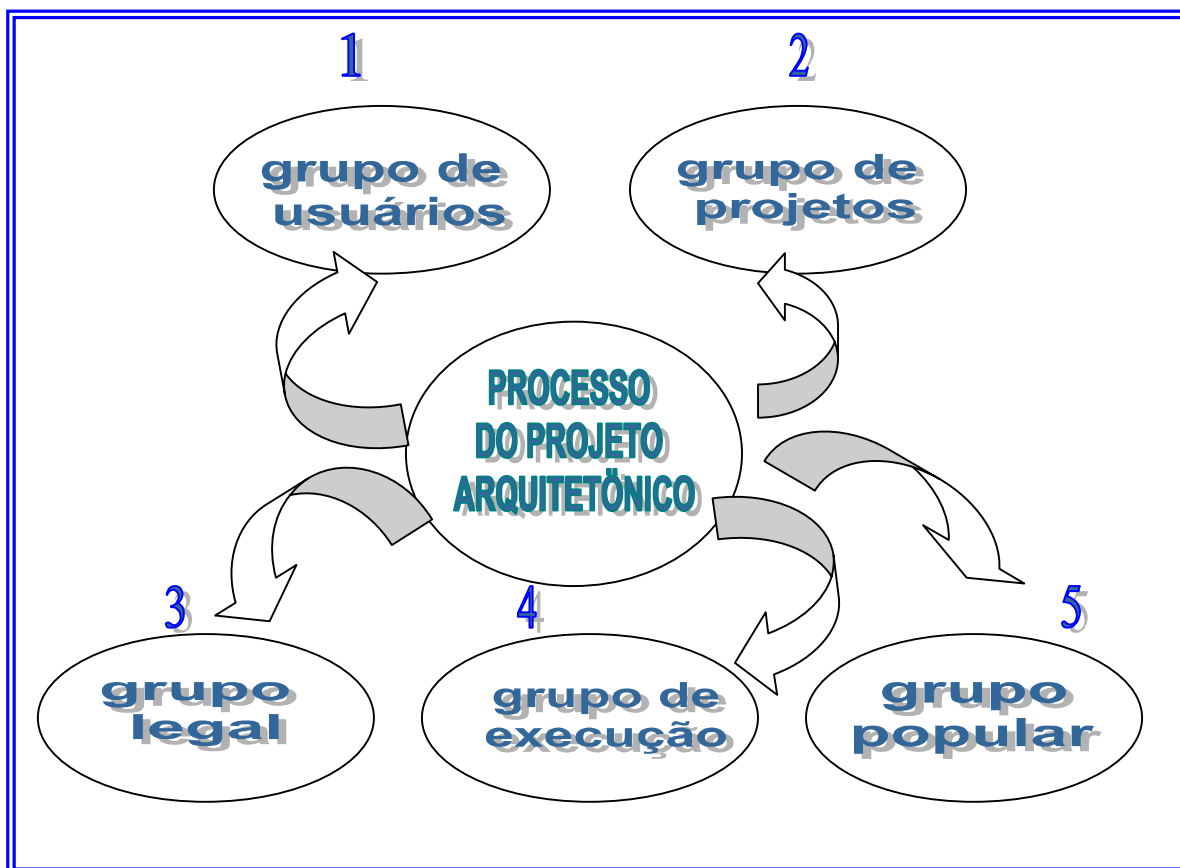 1
2
grupo de
usuários
grupo de
projetos
PROCESSO
DO PROJETO
ARQUITETÖNICO
3
4
5
grupo
legal
grupo de
execução
grupo
popular